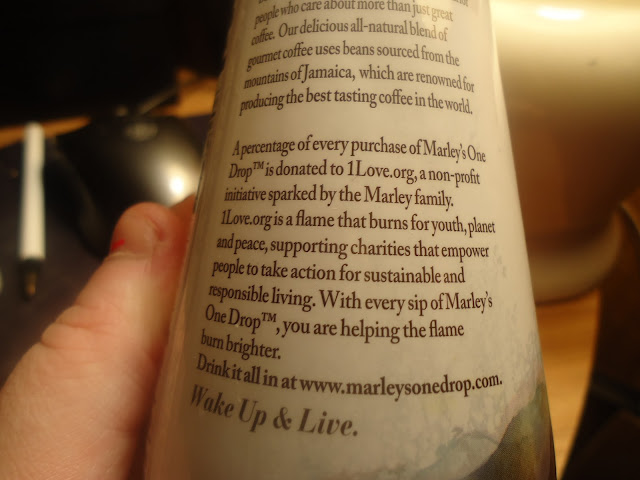 people who care about more than just great
coffee. Our delicious all-natural blend of
gourmet coffee uses beans sourced from the
mountains of Jamaica, which are renowned for
producing the best tasting coffee in the world.
A percentage of every purchase of Marley's One
Drop™ is donated to 1Love.org, a non-profit
initiative sparked by the Marley family.
1Love.org is a flame that burns for youth, planet
and peace, supporting charities that empower
people to take action for sustainable and
responsible living. With every sip of Marley's
One Drop™, you are helping the flame
burn brighter.
Drink it all in at www.marleysonedrop.com.
Wake Up & Live.